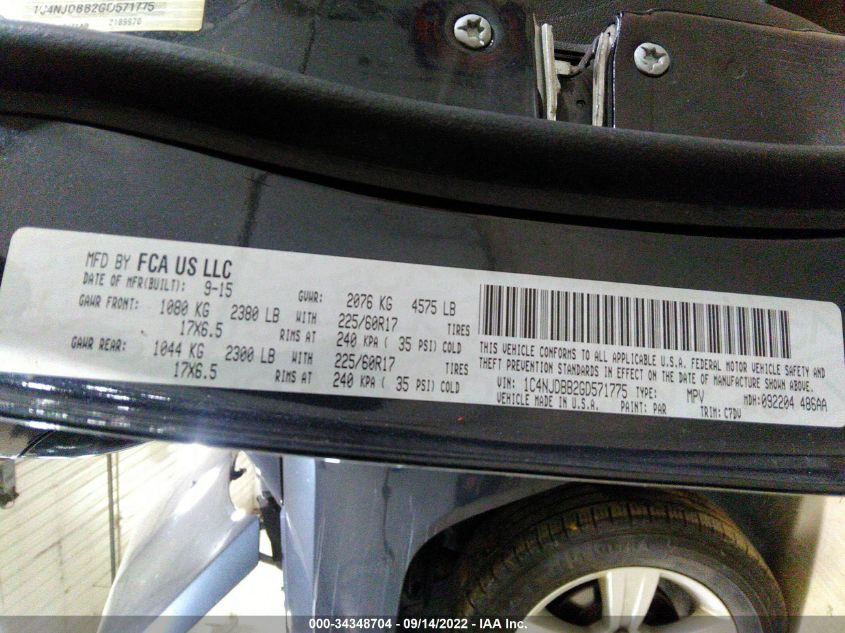 1C4NJDBB2GD571775
MFD BY FCA US LLC
DATE OF MFR(BUILT): 9-15
GVWR: 2076 KG 4575 LB
GAWR FRONT: 1080 KG 2380 LB WITH 225/60R17 TIRES
17X6.5 RIMS AT 240 KPA ( 35 PSI) COLD
GAWR REAR: 1044 KG 2300 LB WITH 225/60R17 TIRES
17X6.5 RIMS AT 240 KPA ( 35 PSI) COLD
THIS VEHICLE CONFORMS TO ALL APPLICABLE U.S.A. FEDERAL MOTOR VEHICLE SAFETY AND
THEFT PREVENTION STANDARDS IN EFFECT ON THE DATE OF MANUFACTURE SHOWN ABOVE.
VIN: 1C4NJDBB2GD571775 TYPE: MPV MDH:092204 486AA
VEHICLE MADE IN U.S.A. PAINT: PAR TRIM: C7DV
000-34348704 - 09/14/2022 - IAA Inc.